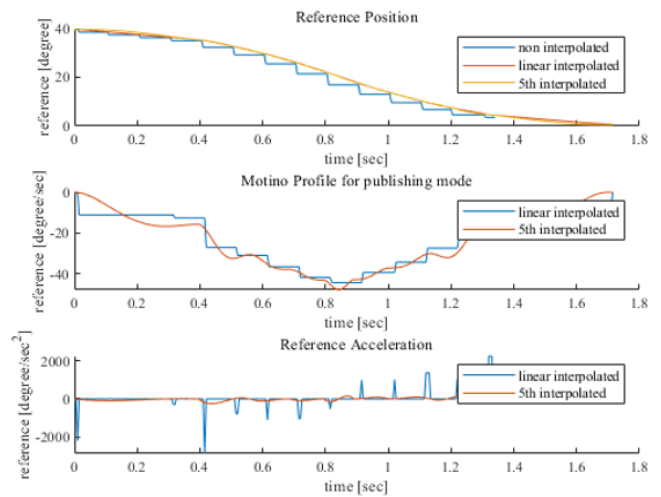 Reference Position
40
20
0
reference [degree]
non interpolated
linear interpolated
5th interpolated
0 0.2 0.4 0.6 0.8 1 1.2 1.4 1.6 1.8
time [sec]
Motino Profile for publishing mode
0
-20
-40
reference [degree/sec]
linear interpolated
5th interpolated
0 0.2 0.4 0.6 0.8 1 1.2 1.4 1.6 1.8
time [sec]
Reference Acceleration
2000
0
-2000
reference [degree/sec²]
linear interpolated
5th interpolated
0 0.2 0.4 0.6 0.8 1 1.2 1.4 1.6 1.8
time [sec]